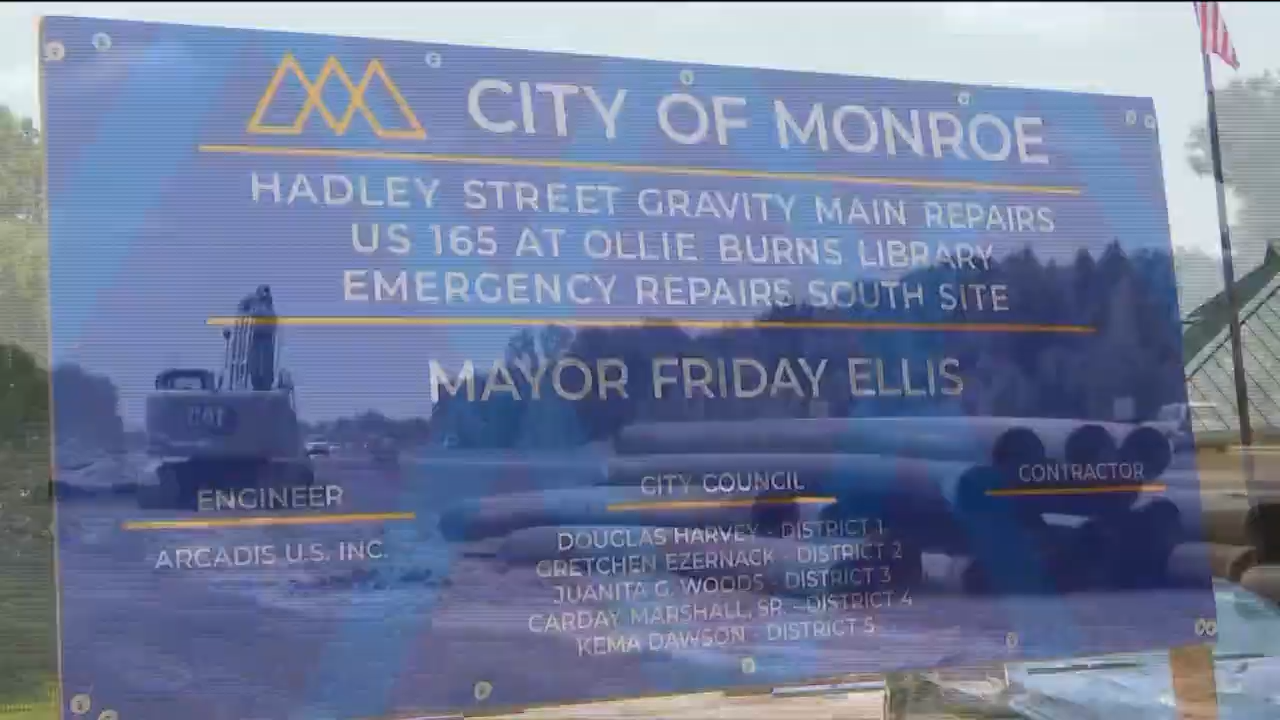 CITY OF MONROE
HADLEY STREET GRAVITY MAIN REPAIRS
US 165 AT OLLIE BURNS LIBRARY
EMERGENCY REPAIRS SOUTH SITE
MAYOR FRIDAY ELLIS
ENGINEER
ARCADIS U.S. INC.
CITY COUNCIL
DOUGLAS HARVEY - DISTRICT 1
GRETCHEN EZERNACK - DISTRICT 2
JUANITA G. WOODS - DISTRICT 3
CARDAY MARSHALL, SR. - DISTRICT 4
KEMA DAWSON - DISTRICT 5
CONTRACTOR
CAT